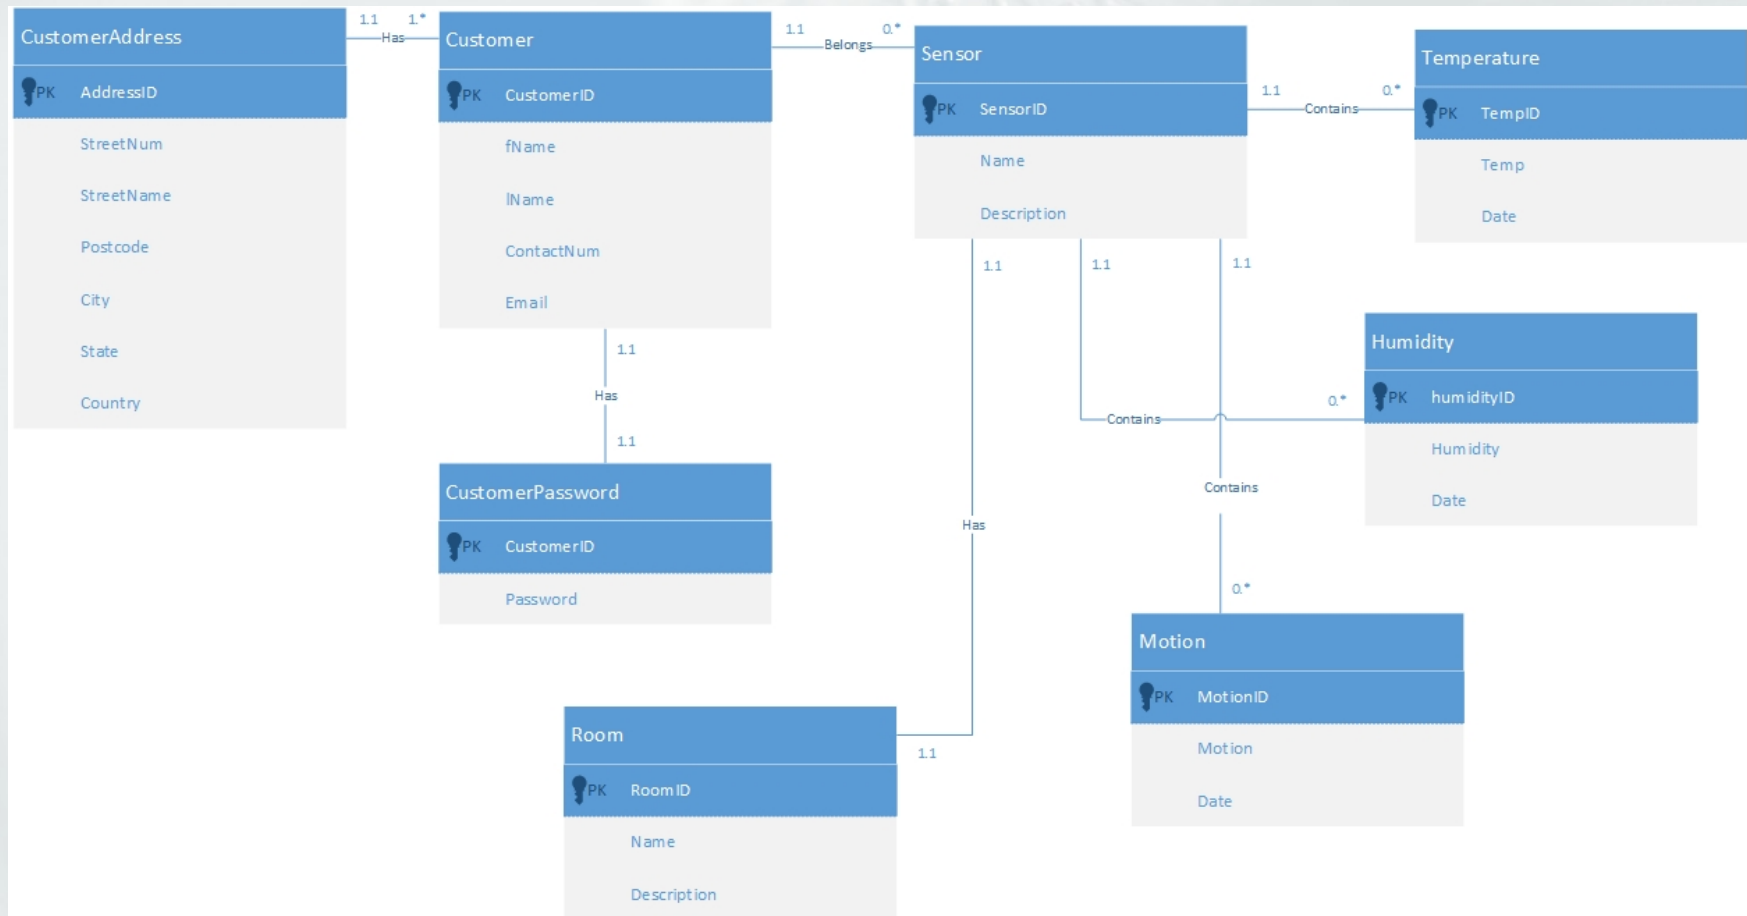 CustomerAddress
PK AddressID
StreetNum
StreetName
Postcode
City
State
Country
1.1 1.*
Has
Customer
PK CustomerID
fName
lName
ContactNum
Email
1.1 0.*
Belongs
Sensor
PK SensorID
Name
Description
1.1 0.*
Contains
Temperature
PK TempID
Temp
Date
1.1
Has
1.1
CustomerPassword
PK CustomerID
Password
1.1
Has
1.1
Room
PK RoomID
Name
Description
1.1
Contains
0.*
Humidity
PK humidityID
Humidity
Date
1.1
Contains
0.*
Motion
PK MotionID
Motion
Date